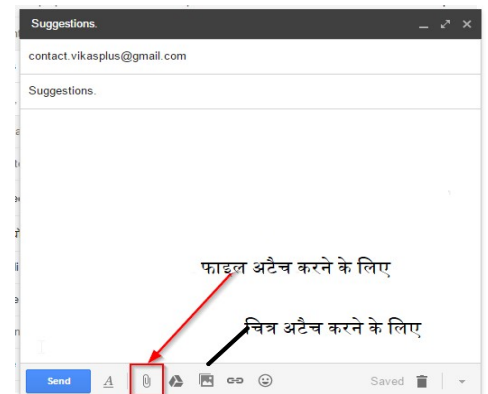 Suggestions.
contact.vikasplus@gmail.com
Suggestions.
फाइल अटैच करने के लिए
चित्र अटैच करने के लिए
Send A Saved